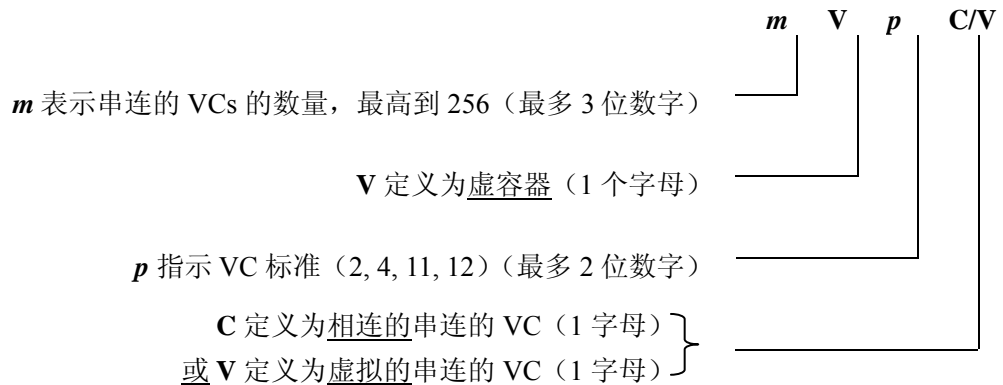 m V p C/V
m 表示串连的 VCs 的数量，最高到 256（最多 3 位数字）
V 定义为虚容器（1 个字母）
p 指示 VC 标准（2, 4, 11, 12）（最多 2 位数字）
C 定义为相连的串连的 VC（1 字母）
或 V 定义为虚拟的串连的 VC（1 字母）